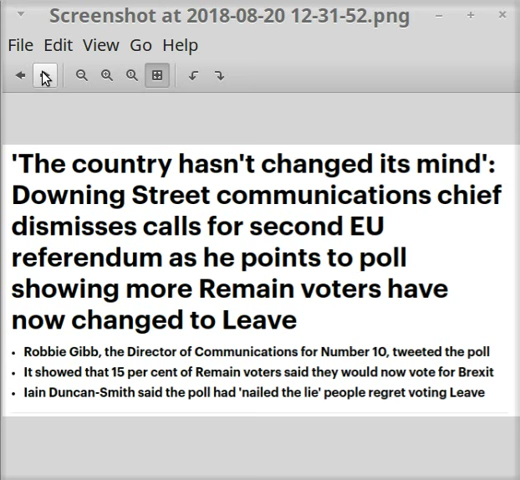 Screenshot at 2018-08-20 12-31-52.png
File Edit View Go Help
'The country hasn't changed its mind':
Downing Street communications chief
dismisses calls for second EU
referendum as he points to poll
showing more Remain voters have
now changed to Leave
• Robbie Gibb, the Director of Communications for Number 10, tweeted the poll
• It showed that 15 per cent of Remain voters said they would now vote for Brexit
• Iain Duncan-Smith said the poll had 'nailed the lie' people regret voting Leave